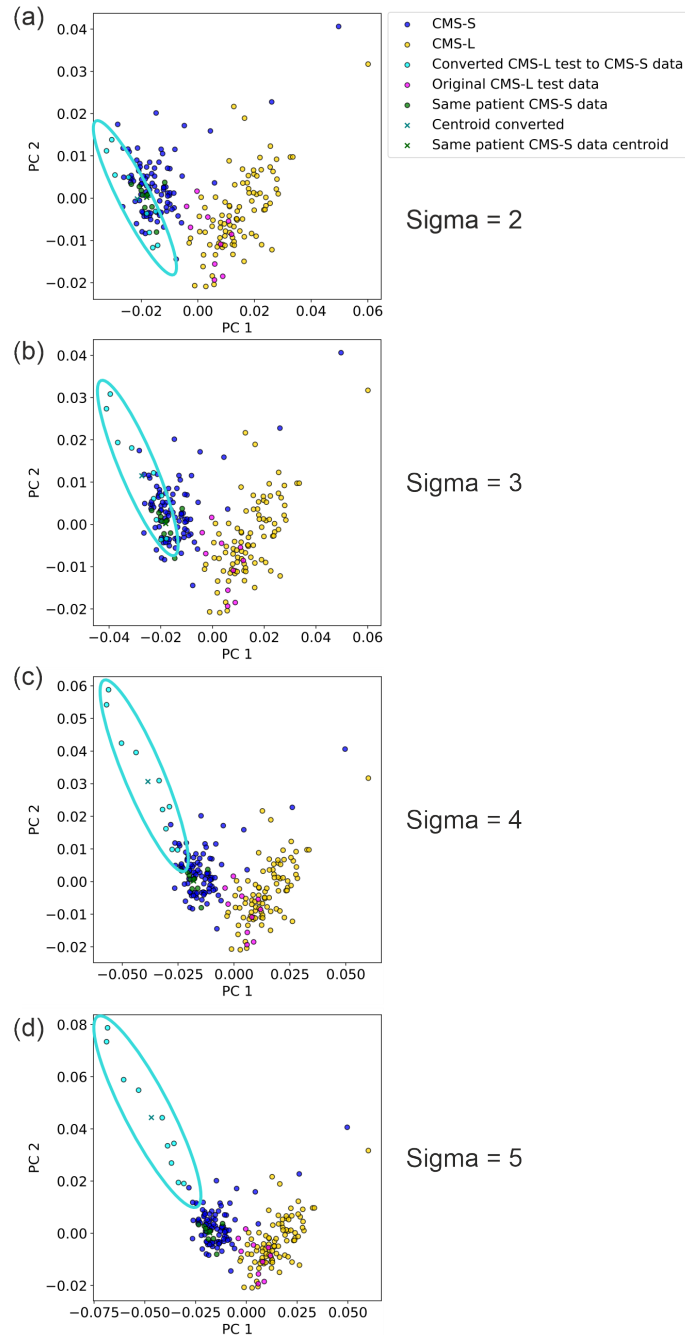 (a)
CMS-S
CMS-L
Converted CMS-L test to CMS-S data
Original CMS-L test data
Same patient CMS-S data
Centroid converted
Same patient CMS-S data centroid
0.04
0.03
0.02
0.01
0.00
−0.01
−0.02
PC 2
−0.02 0.00 0.02 0.04 0.06
PC 1
Sigma = 2
(b)
0.04
0.03
0.02
0.01
0.00
−0.01
−0.02
PC 2
−0.04 −0.02 0.00 0.02 0.04 0.06
PC 1
Sigma = 3
(c)
0.06
0.05
0.04
0.03
0.02
0.01
0.00
−0.01
−0.02
PC 2
−0.050 −0.025 0.000 0.025 0.050
PC 1
Sigma = 4
(d)
0.08
0.06
0.04
0.02
0.00
−0.02
PC 2
−0.075 −0.050 −0.025 0.000 0.025 0.050
PC 1
Sigma = 5